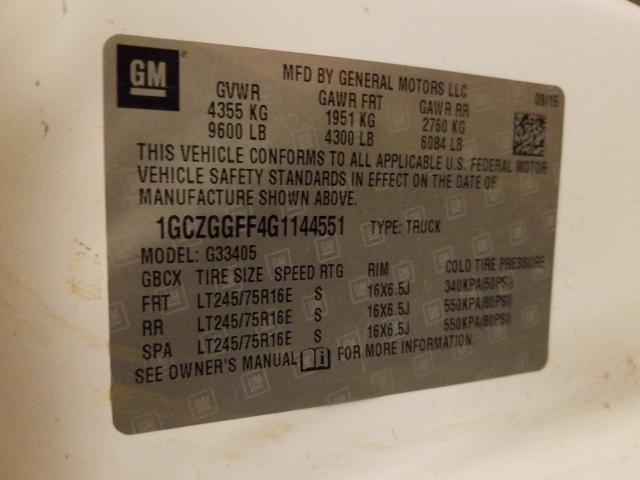 GM
MFD BY GENERAL MOTORS LLC
09/15
GVWR GAWR FRT GAWR RR
4355 KG 1951 KG 2760 KG
9600 LB 4300 LB 6084 LB
THIS VEHICLE CONFORMS TO ALL APPLICABLE U.S. FEDERAL MOTOR
VEHICLE SAFETY STANDARDS IN EFFECT ON THE DATE OF
MANUFACTURE SHOWN ABOVE.
1GCZGGFF4G1144551 TYPE: TRUCK
MODEL: G33405
GBCX TIRE SIZE SPEED RTG RIM COLD TIRE PRESSURE
FRT LT245/75R16E S 16X6.5J 340KPA(50PSI)
RR LT245/75R16E S 16X6.5J 550KPA(80PSI)
SPA LT245/75R16E S 16X6.5J 550KPA(80PSI)
SEE OWNER'S MANUAL FOR MORE INFORMATION.